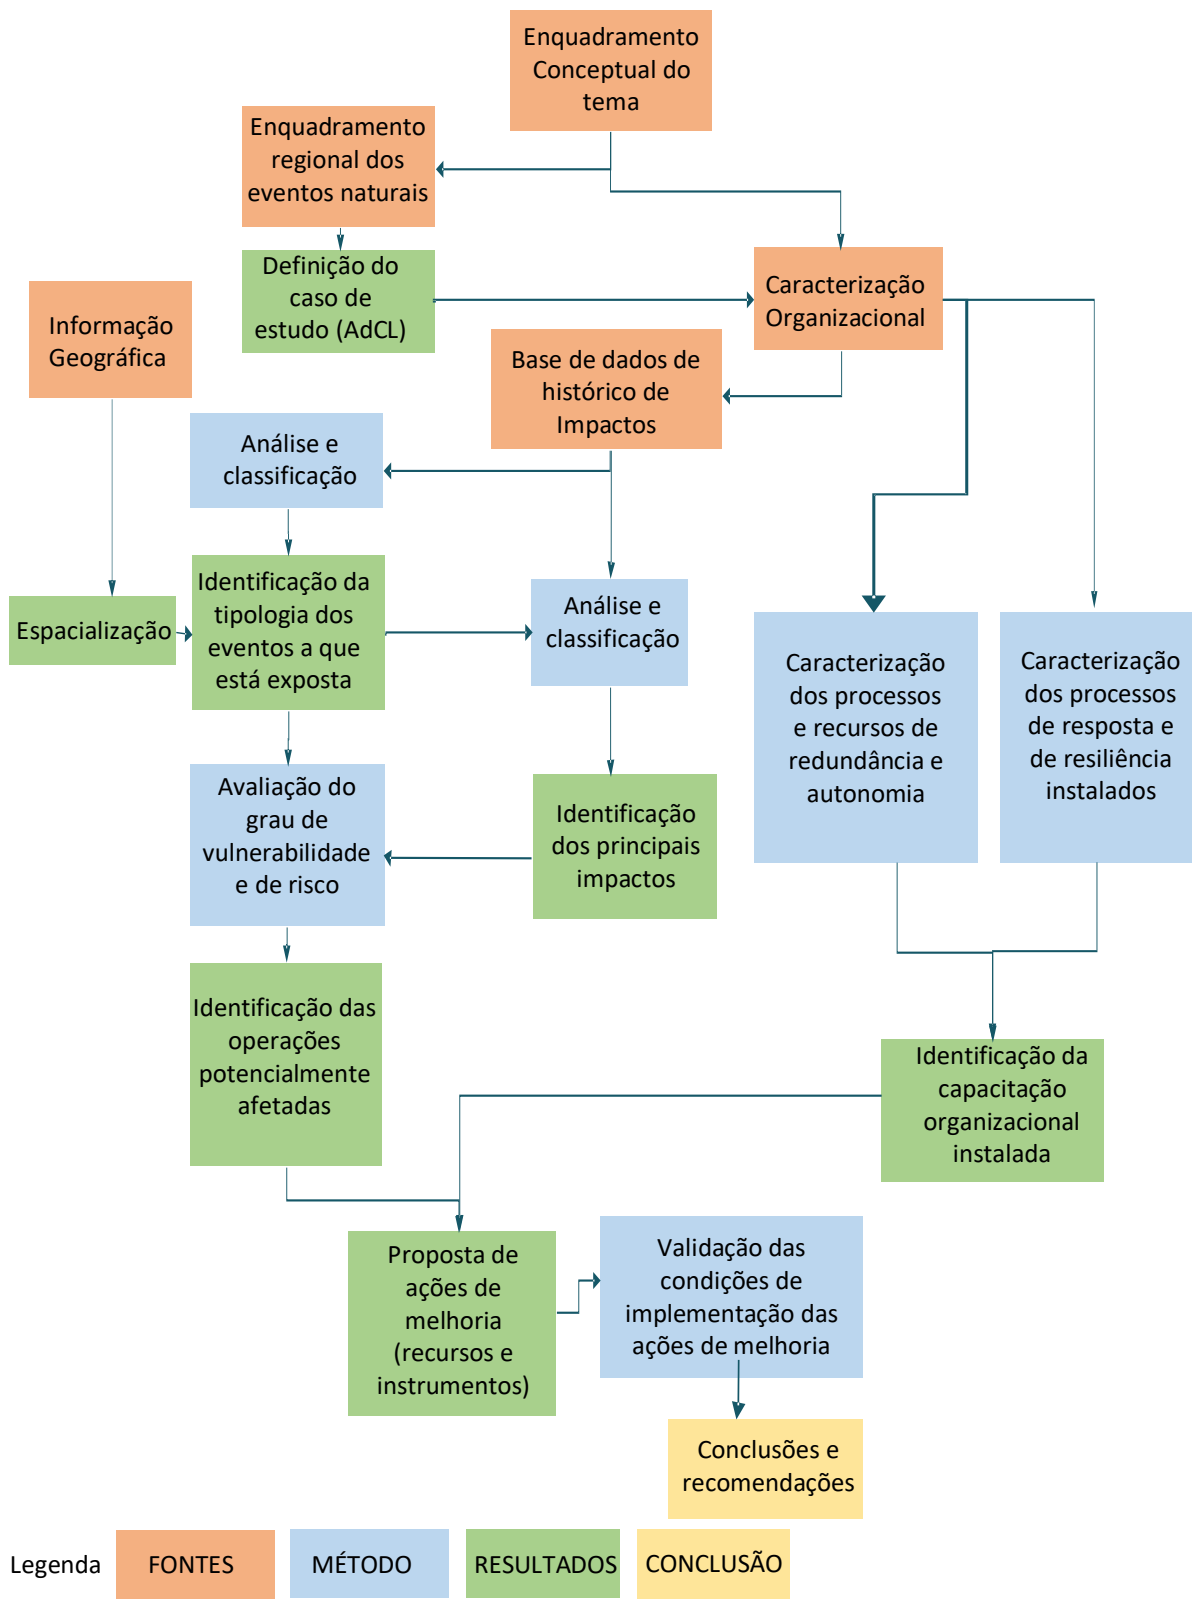 Enquadramento
Conceptual do
tema
Enquadramento
regional dos
eventos naturais
Definição do
caso de
estudo (AdCL)
Caracterização
Organizacional
Informação
Geográfica
Base de dados de
histórico de
Impactos
Análise e
classificação
Identificação da
tipologia dos
eventos a que
está exposta
Espacialização
Análise e
classificação
Caracterização
dos processos
e recursos de
redundância e
autonomia
Caracterização
dos processos
de resposta e
de resiliência
instalados
Avaliação do
grau de
vulnerabilidade
e de risco
Identificação
dos principais
impactos
Identificação das
operações
potencialmente
afetadas
Identificação da
capacitação
organizacional
instalada
Proposta de
ações de
melhoria
(recursos e
instrumentos)
Validação das
condições de
implementação das
ações de melhoria
Conclusões e
recomendações
Legenda
FONTES
MÉTODO
RESULTADOS
CONCLUSÃO